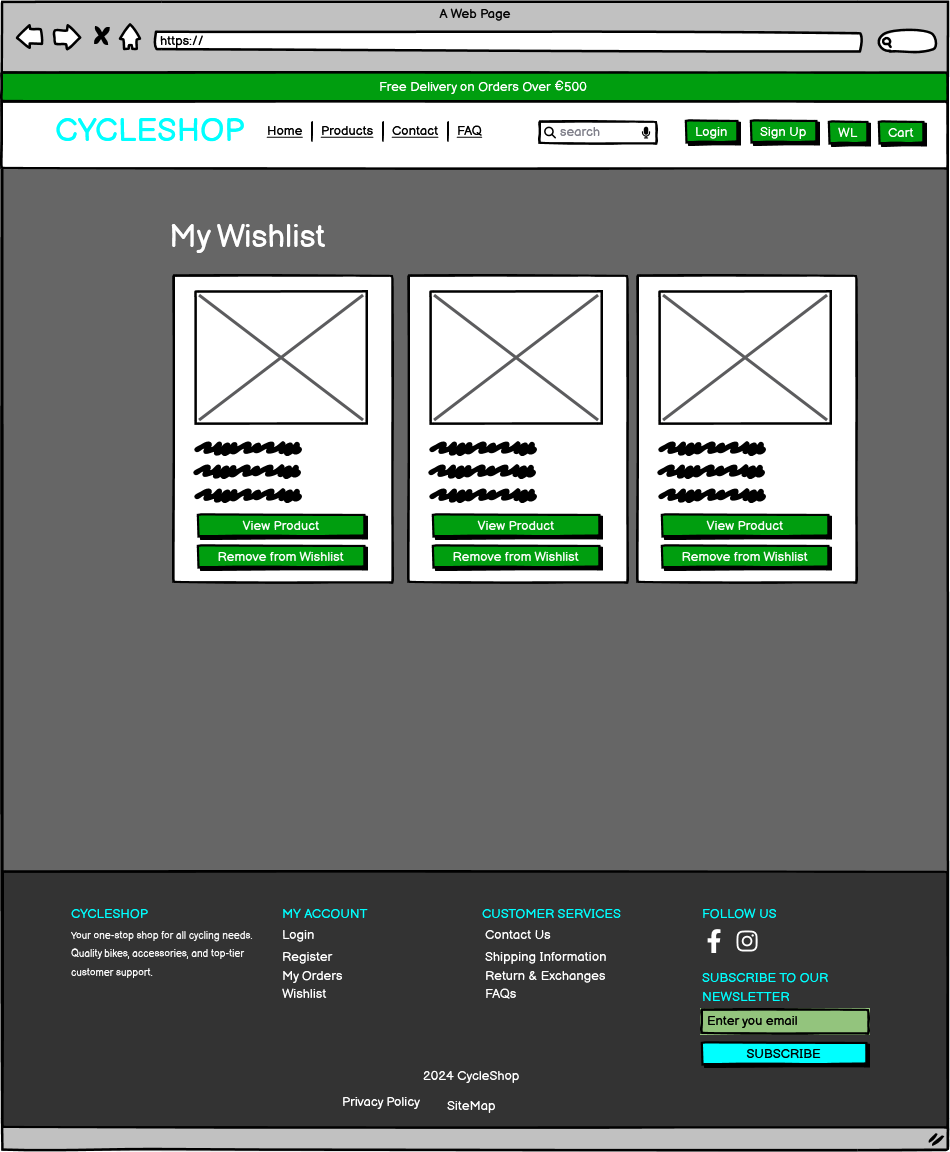 A Web Page
https://
Free Delivery on Orders Over €500
CYCLESHOP
Home Products Contact FAQ
search
Login Sign Up WL Cart
My Wishlist
View Product View Product View Product
Remove from Wishlist Remove from Wishlist Remove from Wishlist
CYCLESHOP
Your one-stop shop for all cycling needs.
Quality bikes, accessories, and top-tier
customer support.
MY ACCOUNT
Login
Register
My Orders
Wishlist
CUSTOMER SERVICES
Contact Us
Shipping Information
Return & Exchanges
FAQs
FOLLOW US
SUBSCRIBE TO OUR
NEWSLETTER
Enter you email
SUBSCRIBE
2024 CycleShop
Privacy Policy SiteMap